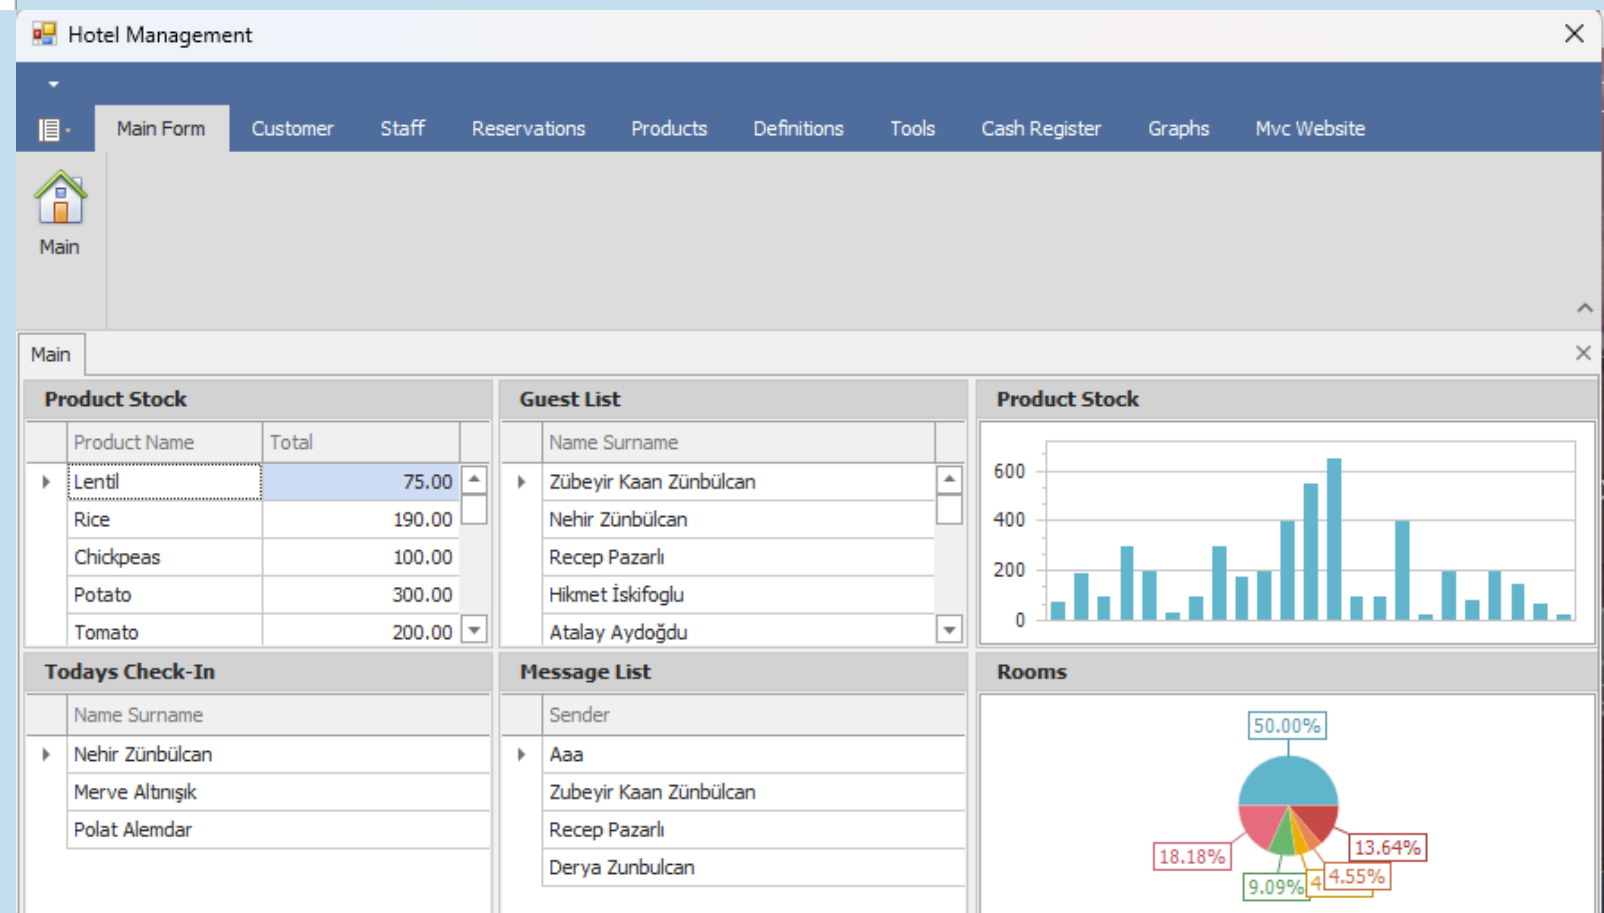 Hotel Management
Main Form Customer Staff Reservations Products Definitions Tools Cash Register Graphs Mvc Website
Main
Main
Product Stock
Product Name Total
Lentil 75.00
Rice 190.00
Chickpeas 100.00
Potato 300.00
Tomato 200.00
Guest List
Name Surname
Zübeyir Kaan Zünbülcan
Nehir Zünbülcan
Recep Pazarlı
Hikmet İskifoglu
Atalay Aydoğdu
Product Stock
600
400
200
0
Todays Check-In
Name Surname
Nehir Zünbülcan
Merve Altınışık
Polat Alemdar
Message List
Sender
Aaa
Zubeyir Kaan Zünbülcan
Recep Pazarlı
Derya Zunbulcan
Rooms
50.00%
13.64%
18.18%
4.55%
9.09%